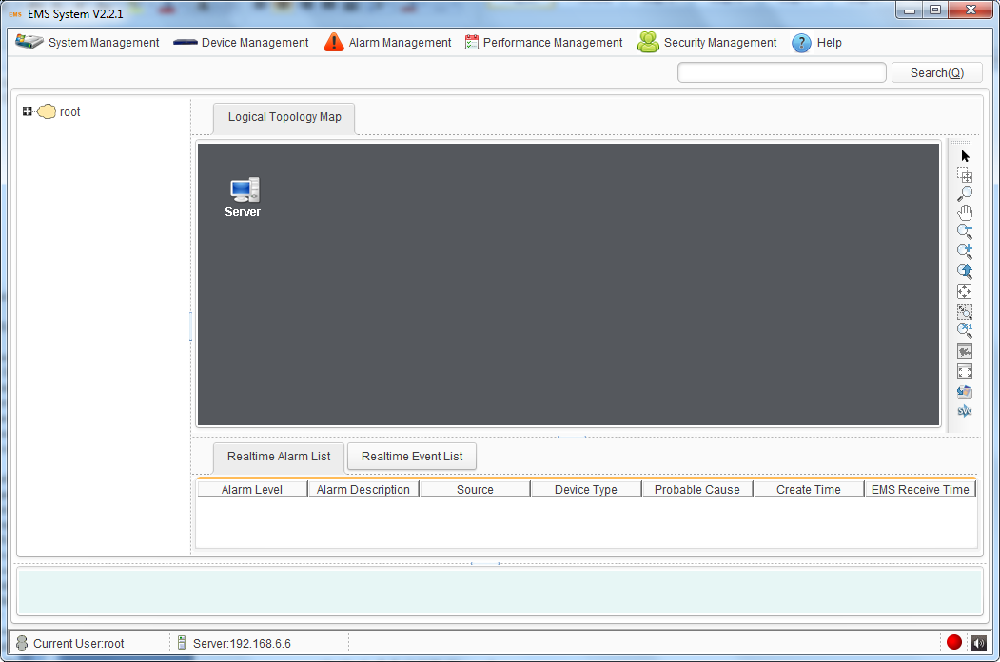 EMS EMS System V2.2.1
System Management Device Management Alarm Management Performance Management Security Management ? Help
Search(Q)
root
Logical Topology Map
Server
Realtime Alarm List Realtime Event List
Alarm Level Alarm Description Source Device Type Probable Cause Create Time EMS Receive Time
Current User:root Server:192.168.6.6